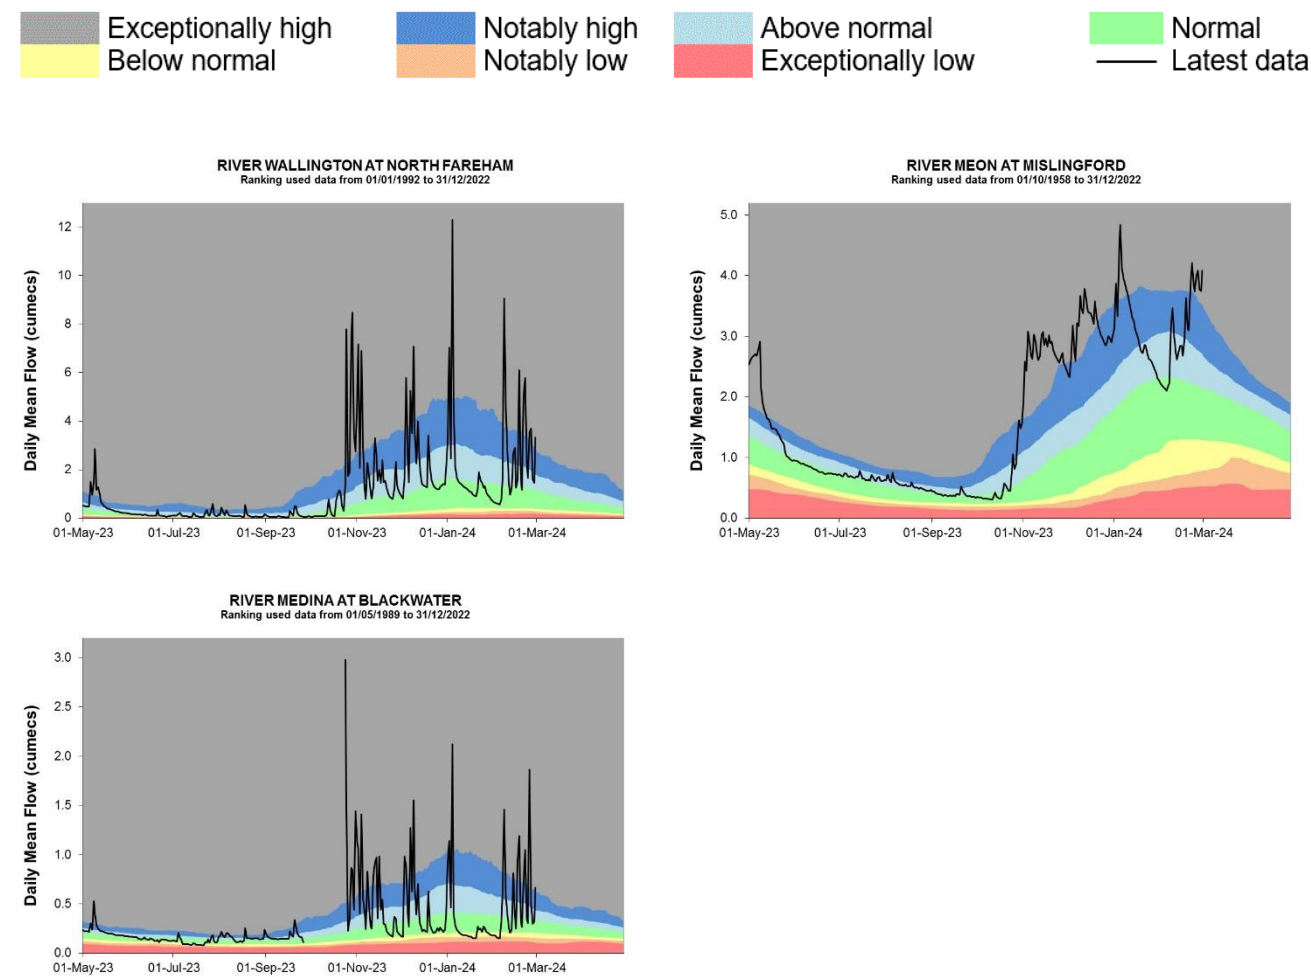 Exceptionally high Notably high Above normal Normal
Below normal Notably low Exceptionally low Latest data
RIVER WALLINGTON AT NORTH FAREHAM
Ranking used data from 01/01/1992 to 31/12/2022
Daily Mean Flow (cumecs)
12
10
8
6
4
2
0
01-May-23 01-Jul-23 01-Sep-23 01-Nov-23 01-Jan-24 01-Mar-24
RIVER MEON AT MISLINGFORD
Ranking used data from 01/10/1958 to 31/12/2022
Daily Mean Flow (cumecs)
5.0
4.0
3.0
2.0
1.0
0.0
01-May-23 01-Jul-23 01-Sep-23 01-Nov-23 01-Jan-24 01-Mar-24
RIVER MEDINA AT BLACKWATER
Ranking used data from 01/05/1989 to 31/12/2022
Daily Mean Flow (cumecs)
3.0
2.5
2.0
1.5
1.0
0.5
0.0
01-May-23 01-Jul-23 01-Sep-23 01-Nov-23 01-Jan-24 01-Mar-24